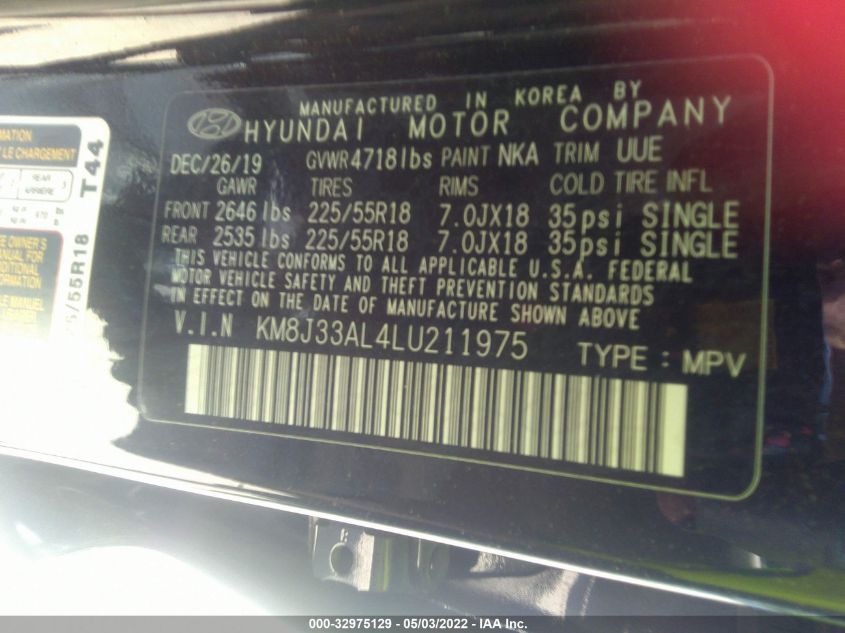 MANUFACTURED IN KOREA BY
HYUNDAI MOTOR COMPANY
DEC/26/19 GVWR4718lbs PAINT NKA TRIM UUE
GAWR TIRES RIMS COLD TIRE INFL
FRONT 2646 lbs 225/55R18 7.0JX18 35psi SINGLE
REAR 2535 lbs 225/55R18 7.0JX18 35psi SINGLE
THIS VEHICLE CONFORMS TO ALL APPLICABLE U.S.A. FEDERAL
MOTOR VEHICLE SAFETY AND THEFT PREVENTION STANDARDS
IN EFFECT ON THE DATE OF MANUFACTURE SHOWN ABOVE
V.I.N KM8J33AL4LU211975
TYPE : MPV
LE CHARGEMENT
REAR
T44
OWNER'S
MANUAL FOR
/55R18
MANUEL
000-32975129 - 05/03/2022 - IAA Inc.